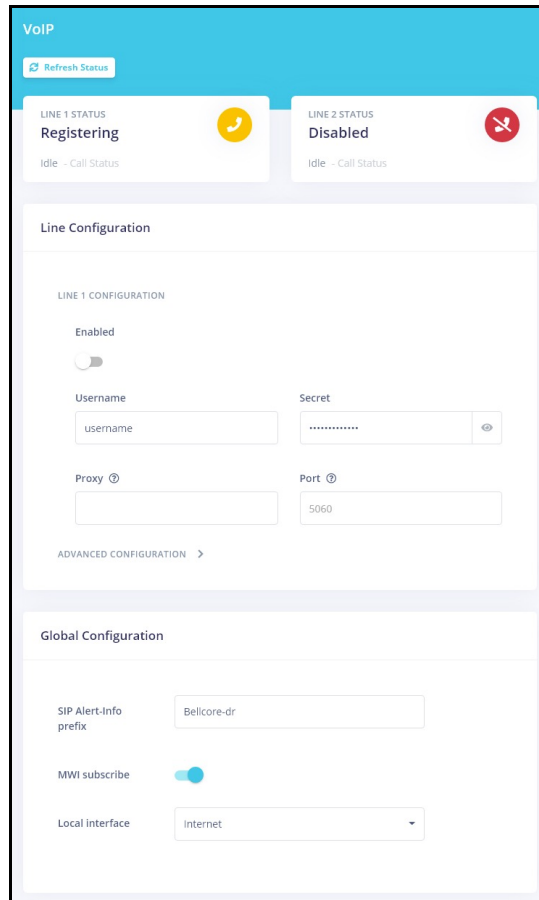 VoIP
Refresh Status
LINE 1 STATUS
Registering
Idle - Call Status
LINE 2 STATUS
Disabled
Idle - Call Status
Line Configuration
LINE 1 CONFIGURATION
Enabled
Username
Secret
username
•••••••••••••
Proxy
Port
5060
ADVANCED CONFIGURATION
Global Configuration
SIP Alert-Info
prefix
Bellcore-dr
MWI subscribe
Local interface
Internet